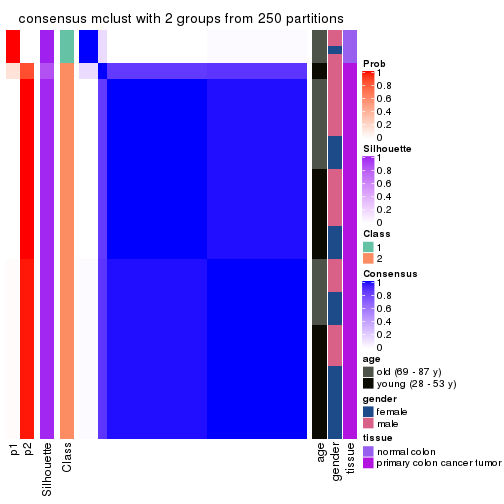 consensus mclust with 2 groups from 250 partitions
Prob
1
0.8
0.6
0.4
0.2
0
Silhouette
1
0.8
0.6
0.4
0.2
0
Class
1
2
Consensus
1
0.8
0.6
0.4
0.2
0
age
old (69 - 87 y)
young (28 - 53 y)
gender
female
male
tissue
normal colon
primary colon cancer tumor
p1
p2
Silhouette
Class
age
gender
tissue